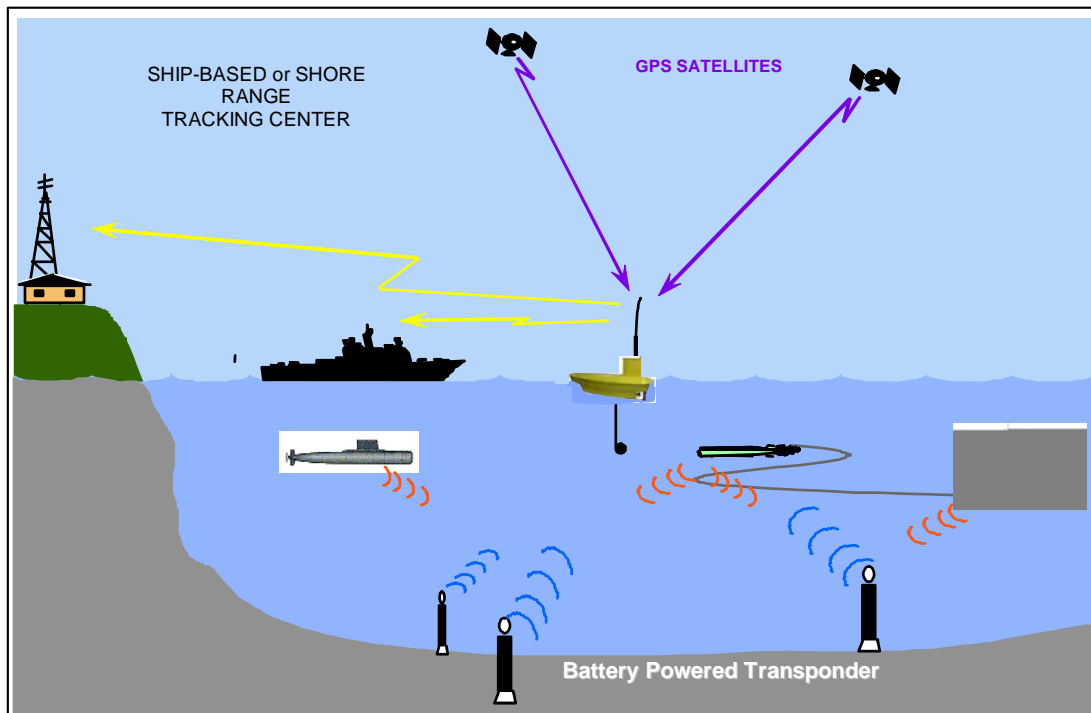 SHIP-BASED or SHORE
RANGE
TRACKING CENTER
GPS SATELLITES
Battery Powered Transponder